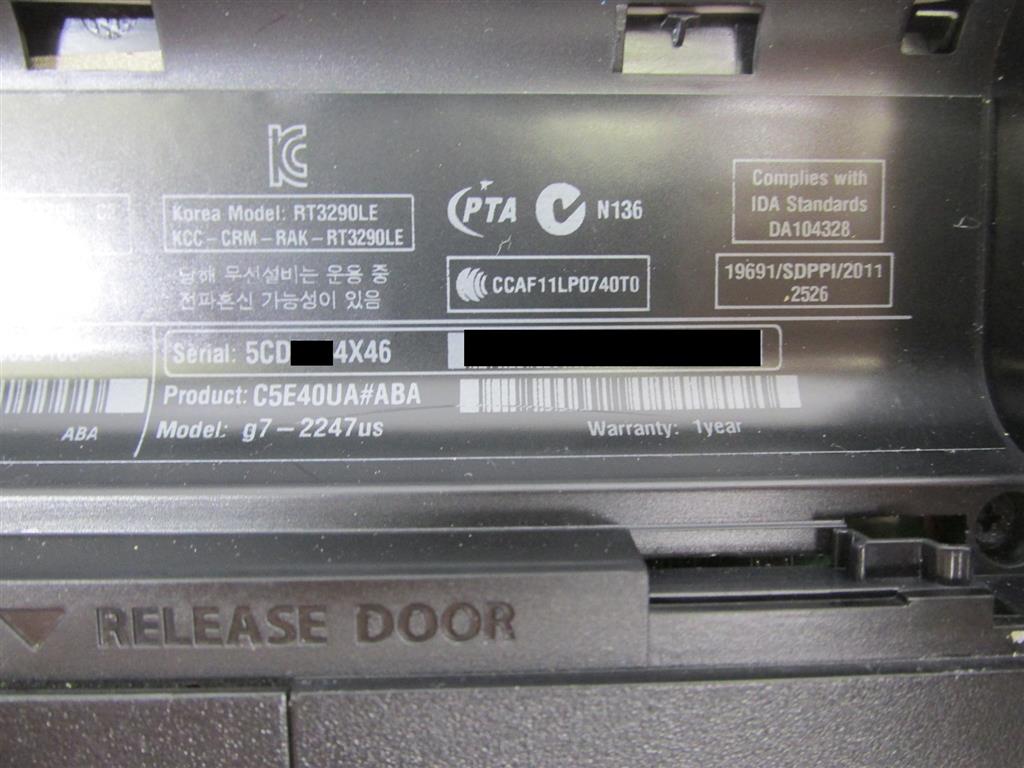 Korea Model: RT3290LE
KCC-CRM-RAK-RT3290LE
당해 무선설비는 운용 중
전파혼신 가능성이 있음
PTA
N136
CCAF11LP0740T0
Complies with
IDA Standards
DA104328
19691/SDPPI/2011
2526
Serial: 5CD 4X46
Product: C5E40UA#ABA
Model: g7-2247us
Warranty: 1year
ABA
RELEASE DOOR